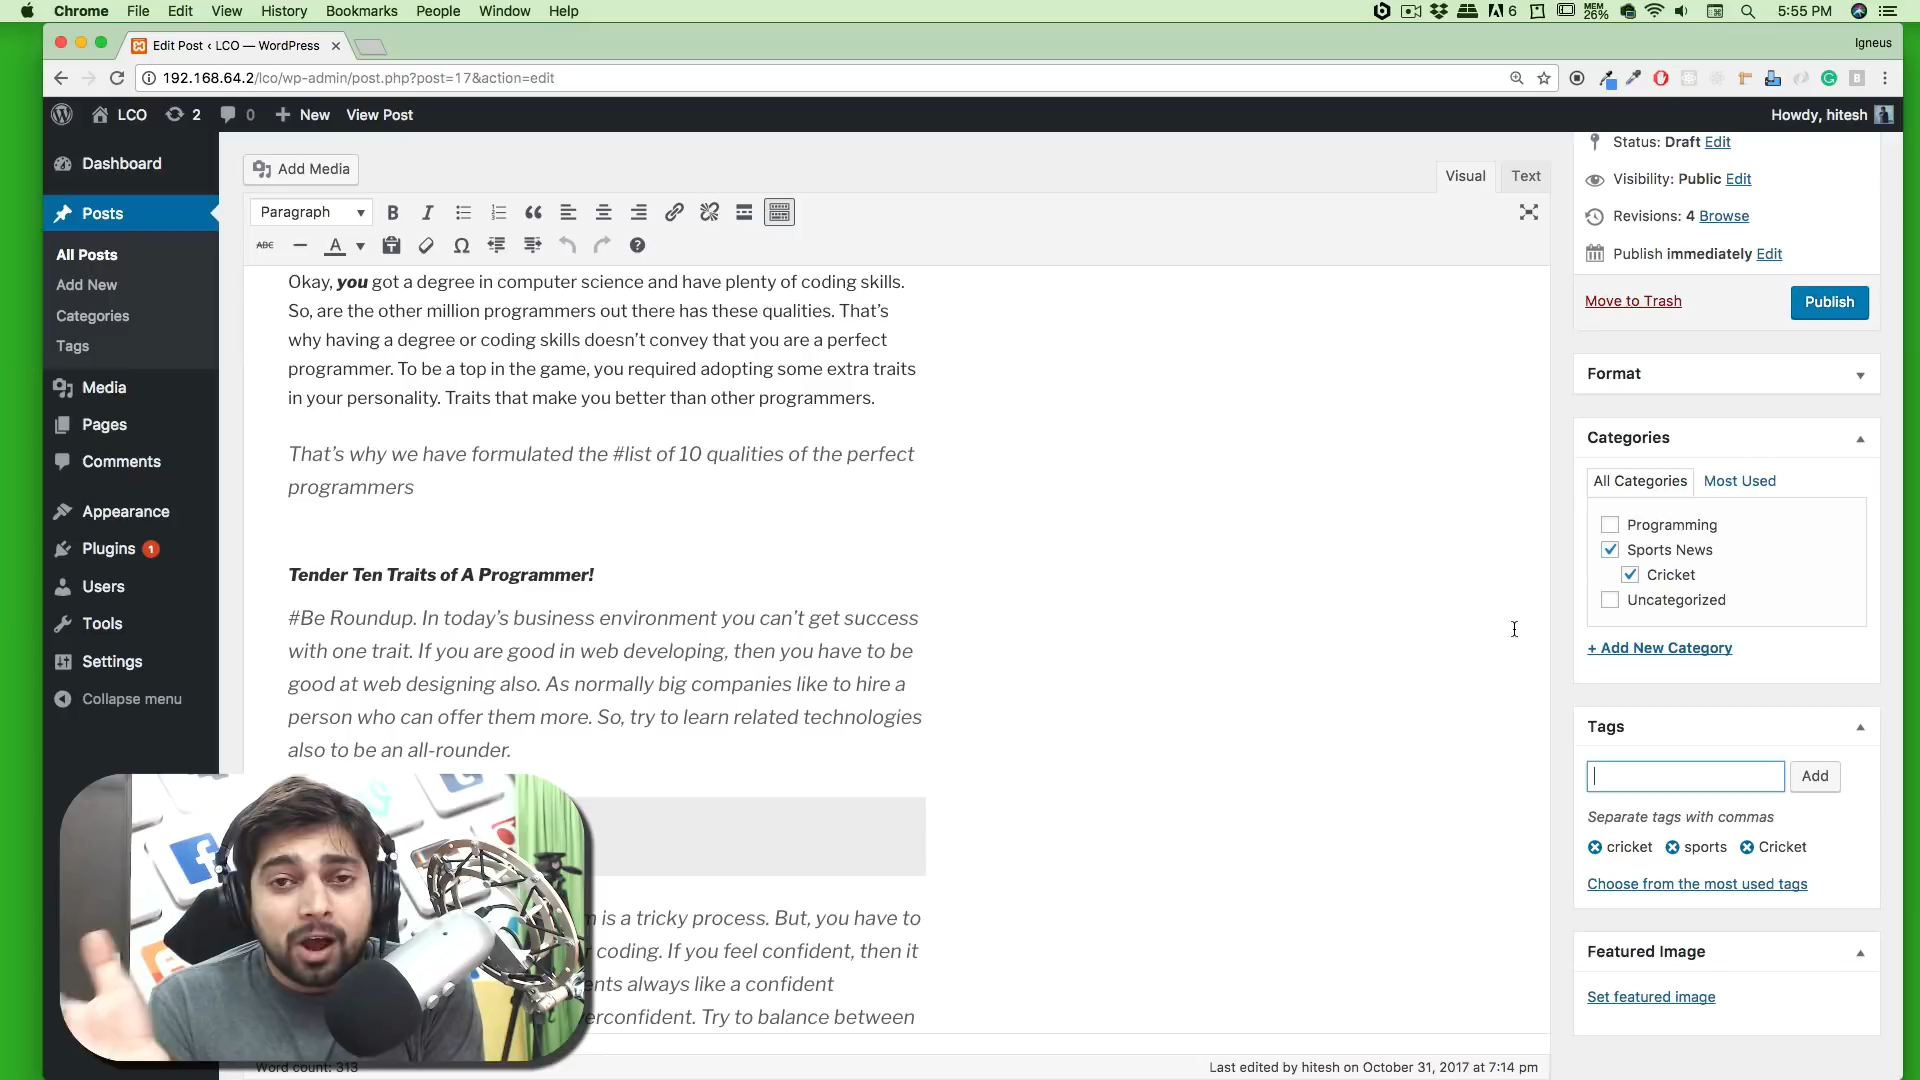 Chrome File Edit View History Bookmarks People Window Help
6 MEM 26% 5:55 PM
Edit Post ‹ LCO — WordPress
Igneus
192.168.64.2/lco/wp-admin/post.php?post=17&action=edit
LCO 2 0 New View Post
Howdy, hitesh
Dashboard
Posts
All Posts
Add New
Categories
Tags
Media
Pages
Comments
Appearance
Plugins 1
Users
Tools
Settings
Collapse menu
Add Media
Visual Text
Paragraph B I
ABC A
Okay, you got a degree in computer science and have plenty of coding skills.
So, are the other million programmers out there has these qualities. That’s
why having a degree or coding skills doesn’t convey that you are a perfect
programmer. To be a top in the game, you required adopting some extra traits
in your personality. Traits that make you better than other programmers.
That’s why we have formulated the #list of 10 qualities of the perfect
programmers
Tender Ten Traits of A Programmer!
#Be Roundup. In today’s business environment you can’t get success
with one trait. If you are good in web developing, then you have to be
good at web designing also. As normally big companies like to hire a
person who can offer them more. So, try to learn related technologies
also to be an all-rounder.
is a tricky process. But, you have to
coding. If you feel confident, then it
nts always like a confident
erconfident. Try to balance between
Word count: 313
Last edited by hitesh on October 31, 2017 at 7:14 pm
Status: Draft Edit
Visibility: Public Edit
Revisions: 4 Browse
Publish immediately Edit
Move to Trash
Publish
Format
Categories
All Categories Most Used
Programming
Sports News
Cricket
Uncategorized
+ Add New Category
Tags
Add
Separate tags with commas
cricket sports Cricket
Choose from the most used tags
Featured Image
Set featured image